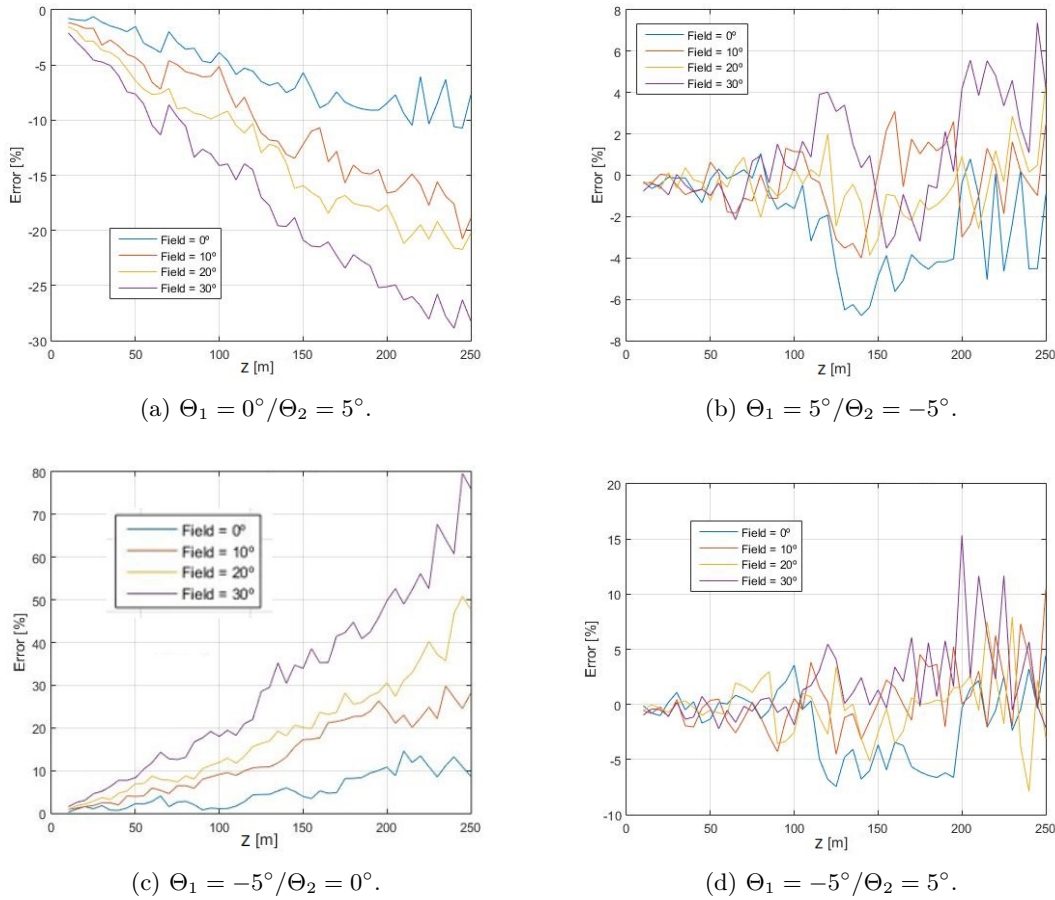 0
-5
-10
-15
-20
-25
-30
Error [%]
Field = 0º
Field = 10º
Field = 20º
Field = 30º
0 50 100 150 200 250
Z [m]
(a) Θ₁ = 0°/Θ₂ = 5°.
8
6
4
2
0
-2
-4
-6
-8
Error [%]
Field = 0º
Field = 10º
Field = 20º
Field = 30º
0 50 100 150 200 250
Z [m]
(b) Θ₁ = 5°/Θ₂ = −5°.
80
70
60
50
40
30
20
10
0
Error [%]
Field = 0º
Field = 10º
Field = 20º
Field = 30º
0 50 100 150 200 250
Z [m]
(c) Θ₁ = −5°/Θ₂ = 0°.
20
15
10
5
0
-5
-10
Error [%]
Field = 0º
Field = 10º
Field = 20º
Field = 30º
0 50 100 150 200 250
Z [m]
(d) Θ₁ = −5°/Θ₂ = 5°.